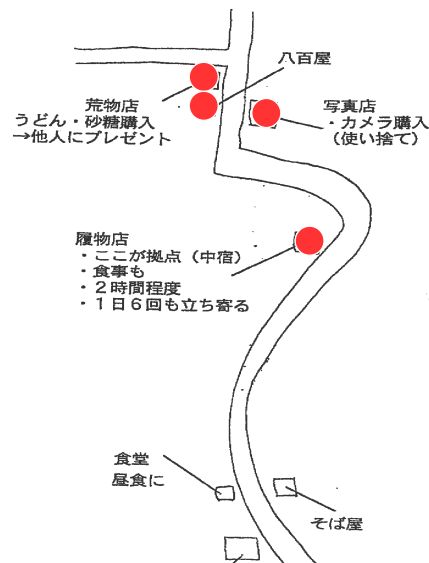 八百屋
荒物店
うどん・砂糖購入
→他人にプレゼント
写真店
・カメラ購入
（使い捨て）
履物店
・ここが拠点（中宿）
・食事も
・２時間程度
・１日６回も立ち寄る
食堂
昼食に
そば屋